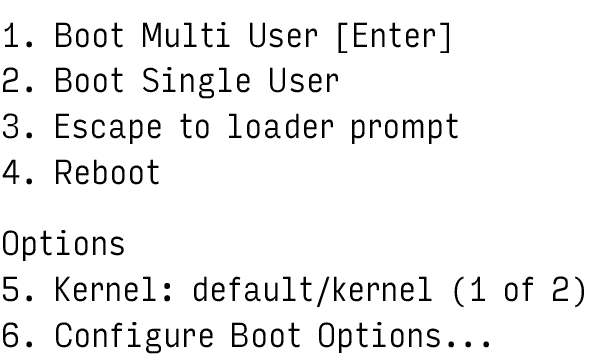 1. Boot Multi User [Enter]
2. Boot Single User
3. Escape to loader prompt
4. Reboot
Options
5. Kernel: default/kernel (1 of 2)
6. Configure Boot Options...